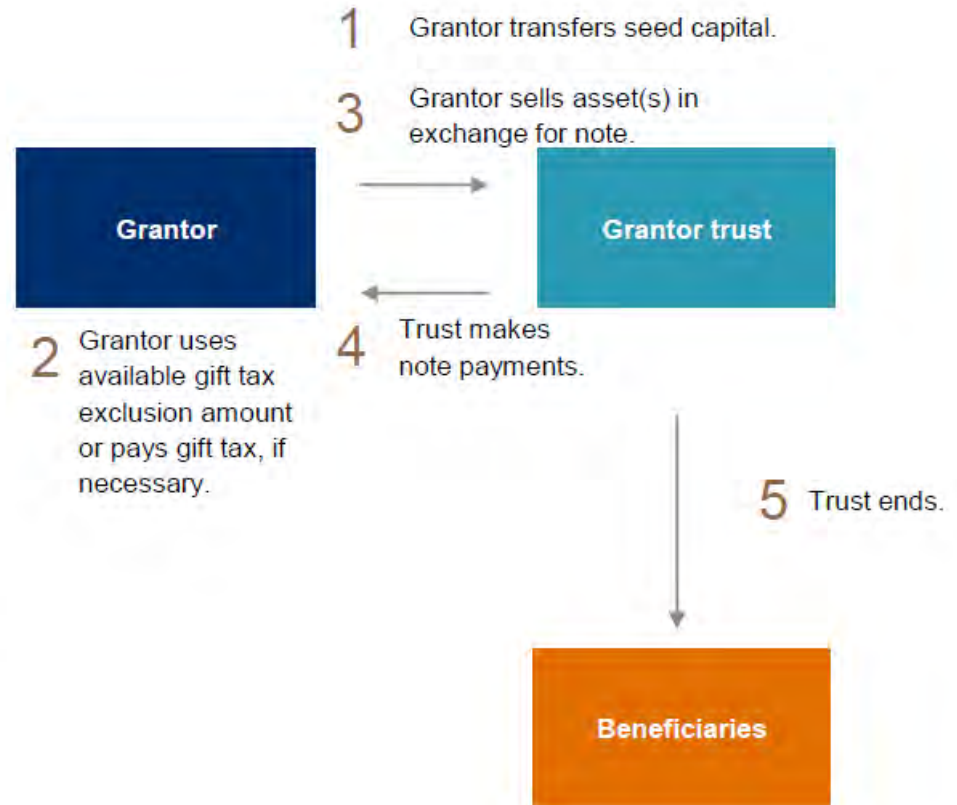 1 Grantor transfers seed capital.
3 Grantor sells asset(s) in
exchange for note.
Grantor
Grantor trust
2 Grantor uses
available gift tax
exclusion amount
or pays gift tax, if
necessary.
4 Trust makes
note payments.
5 Trust ends.
Beneficiaries